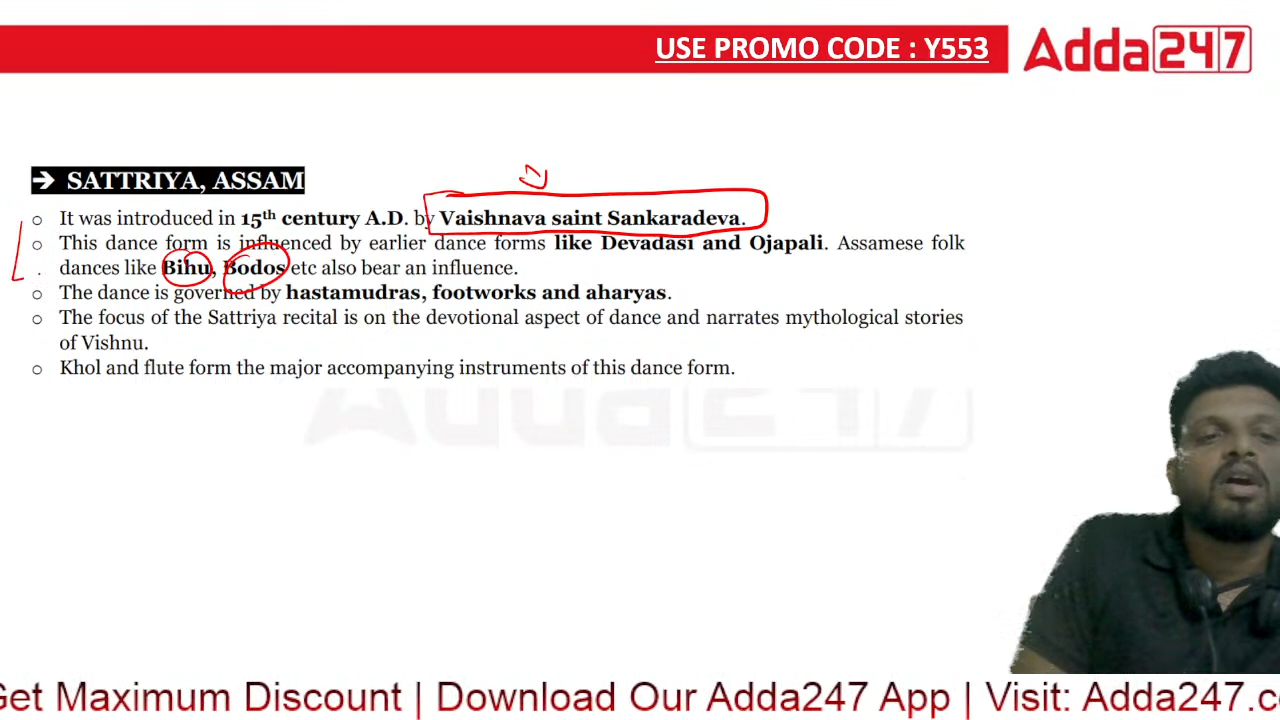 USE PROMO CODE : Y553
Adda247
→ SATTRIYA, ASSAM
o It was introduced in 15th century A.D. by Vaishnava saint Sankaradeva.
o This dance form is influenced by earlier dance forms like Devadasi and Ojapali. Assamese folk
dances like Bihu, Bodos etc also bear an influence.
o The dance is governed by hastamudras, footworks and aharyas.
o The focus of the Sattriya recital is on the devotional aspect of dance and narrates mythological stories
of Vishnu.
o Khol and flute form the major accompanying instruments of this dance form.
Adda247
Get Maximum Discount | Download Our Adda247 App | Visit: Adda247.c